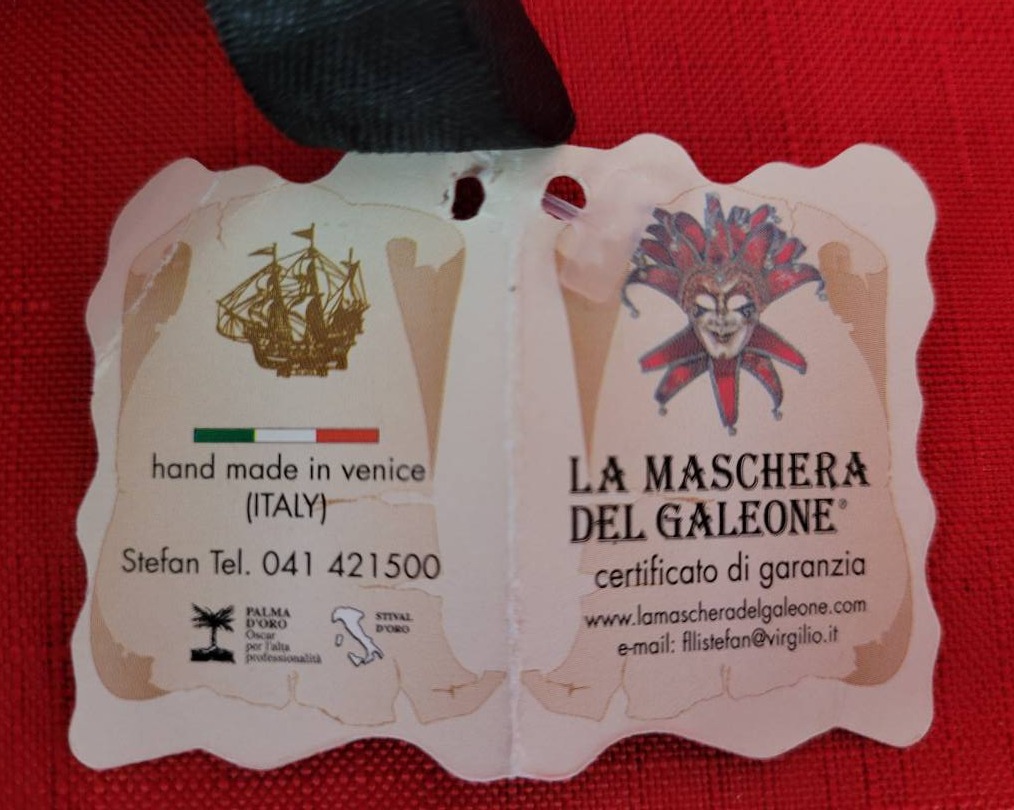 hand made in venice
(ITALY)
Stefan Tel. 041 421500
PALMA
D'ORO
Oscar
per l'alta
professionalità
STIVAL
D'ORO
LA MASCHERA
DEL GALEONE®
certificato di garanzia
www.lamascheradelgaleone.com
e-mail: fllistefan@virgilio.it